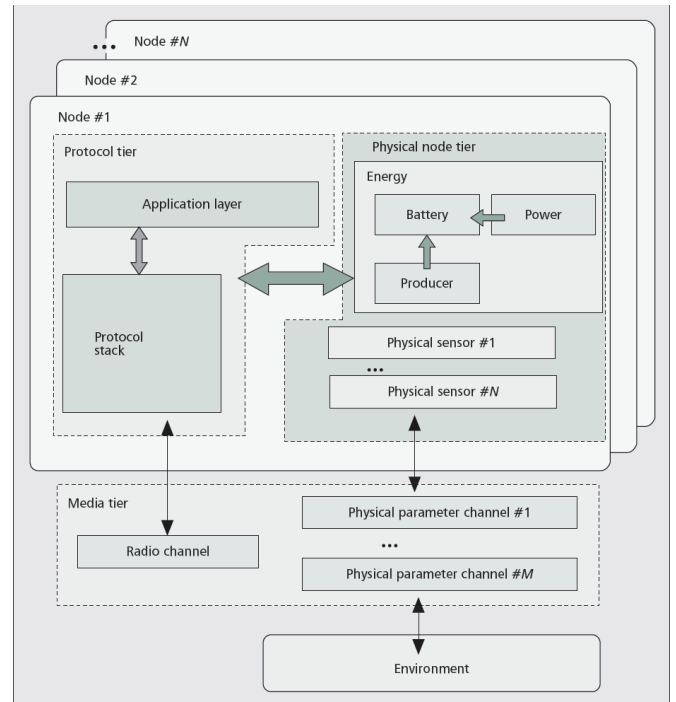 ... Node #N
Node #2
Node #1
Protocol tier
Application layer
Protocol
stack
Physical node tier
Energy
Battery
Power
Producer
Physical sensor #1
...
Physical sensor #N
Media tier
Radio channel
Physical parameter channel #1
...
Physical parameter channel #M
Environment